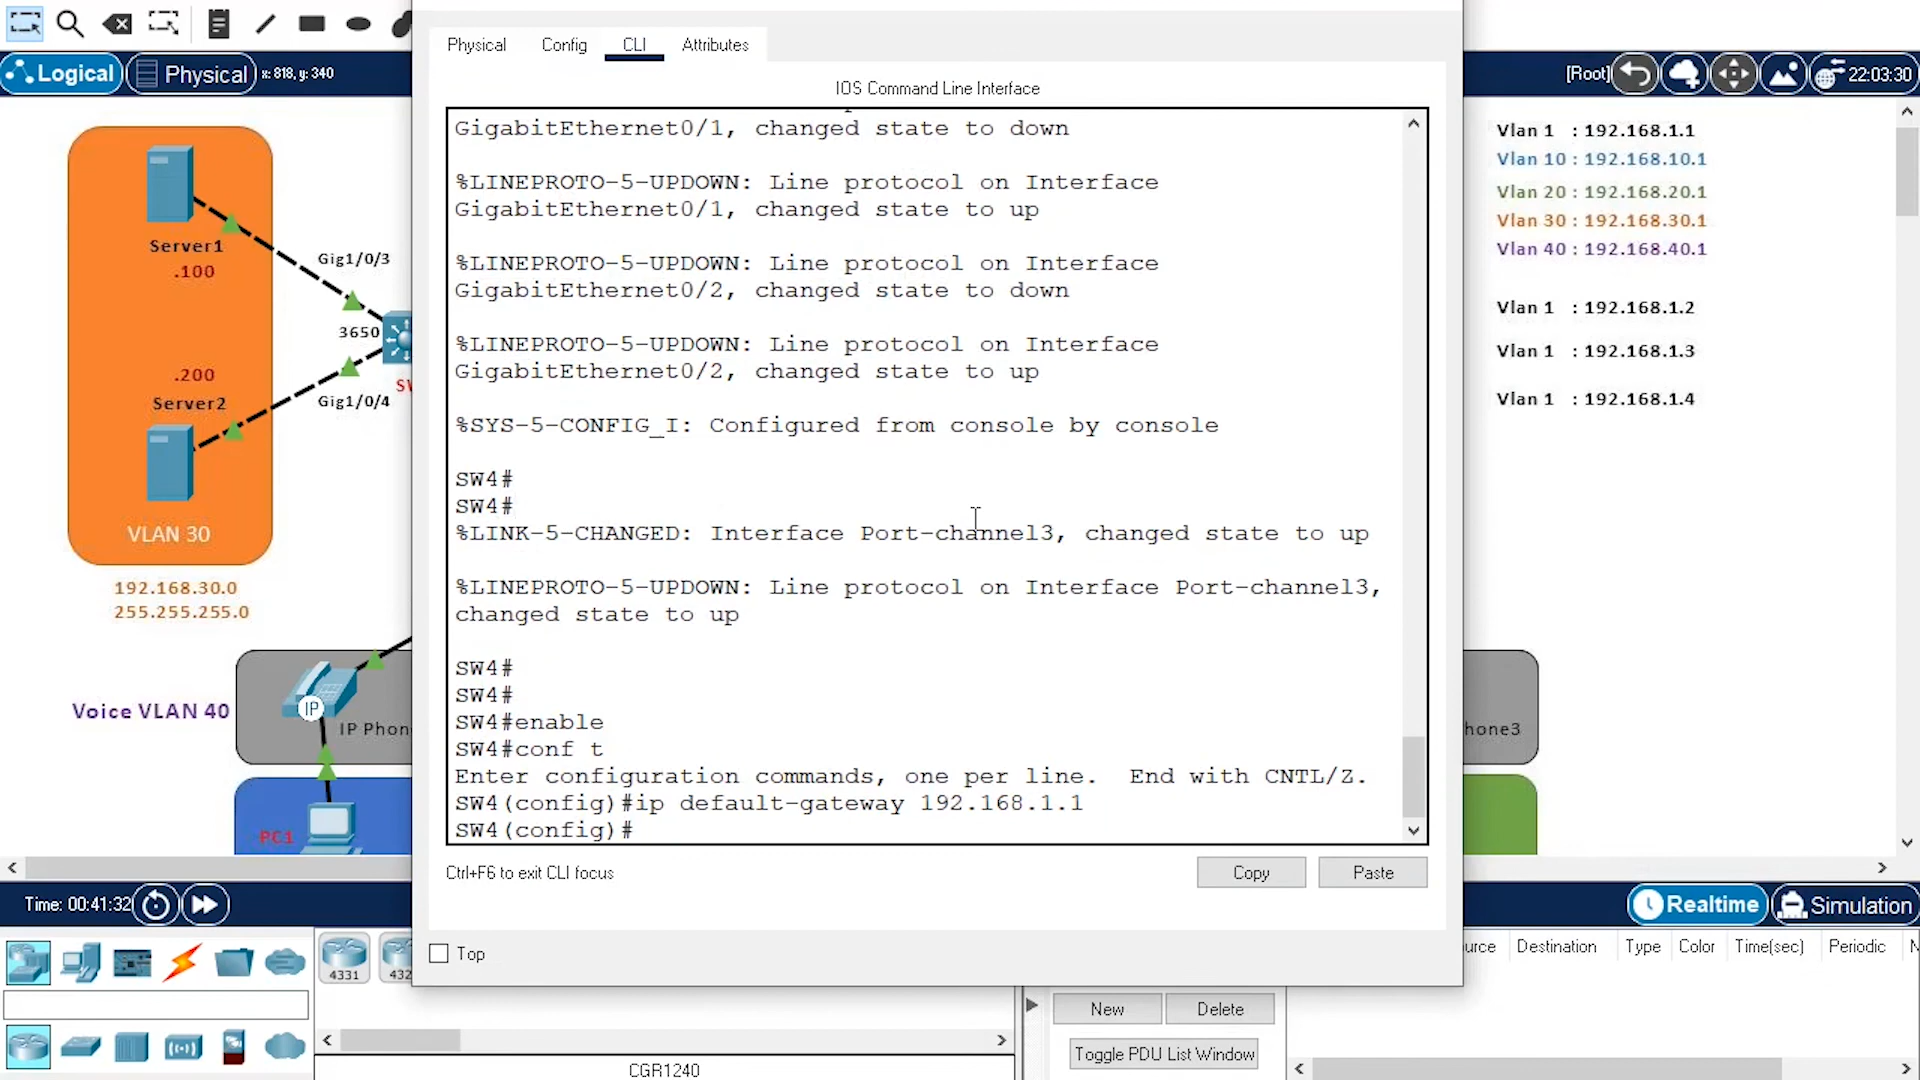 Physical
Config
CLI
Attributes
Logical
Physical
x: 818, y: 340
[Root]
22:03:30
IOS Command Line Interface
GigabitEthernet0/1, changed state to down
%LINEPROTO-5-UPDOWN: Line protocol on Interface
GigabitEthernet0/1, changed state to up
%LINEPROTO-5-UPDOWN: Line protocol on Interface
GigabitEthernet0/2, changed state to down
%LINEPROTO-5-UPDOWN: Line protocol on Interface
GigabitEthernet0/2, changed state to up
%SYS-5-CONFIG_I: Configured from console by console
SW4#
SW4#
%LINK-5-CHANGED: Interface Port-channel3, changed state to up
%LINEPROTO-5-UPDOWN: Line protocol on Interface Port-channel3,
changed state to up
SW4#
SW4#
SW4#enable
SW4#conf t
Enter configuration commands, one per line.  End with CNTL/Z.
SW4(config)#ip default-gateway 192.168.1.1
SW4(config)#
Ctrl+F6 to exit CLI focus
Copy
Paste
Top
Server1
.100
Gig1/0/3
3650
.200
Server2
Gig1/0/4
VLAN 30
192.168.30.0
255.255.255.0
Voice VLAN 40
IP
IP Phon
PC1
Vlan 1 : 192.168.1.1
Vlan 10 : 192.168.10.1
Vlan 20 : 192.168.20.1
Vlan 30 : 192.168.30.1
Vlan 40 : 192.168.40.1
Vlan 1 : 192.168.1.2
Vlan 1 : 192.168.1.3
Vlan 1 : 192.168.1.4
hone3
Time: 00:41:32
Realtime
Simulation
4331
432
CGR1240
New
Delete
Toggle PDU List Window
ource
Destination
Type
Color
Time(sec)
Periodic